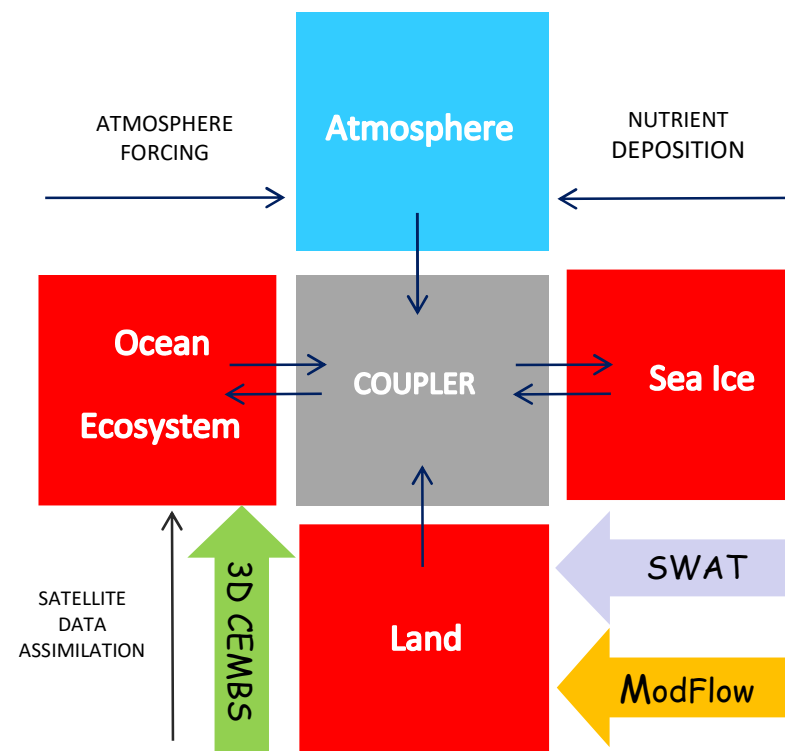 Atmosphere
ATMOSPHERE
FORCING
NUTRIENT
DEPOSITION
Ocean
Ecosystem
COUPLER
Sea Ice
SATELLITE
DATA
ASSIMILATION
3D CEMBS
Land
SWAT
ModFlow